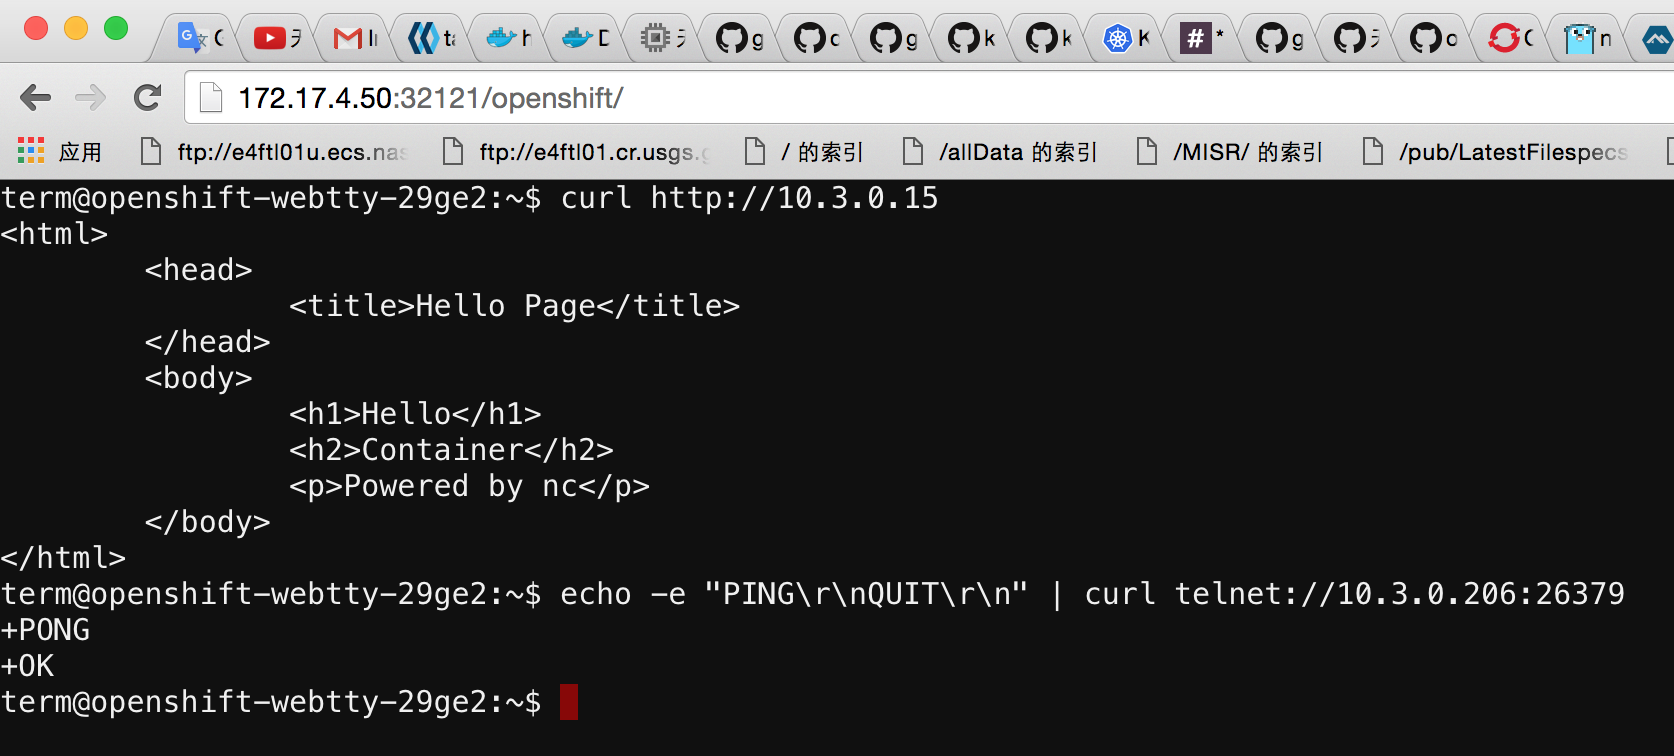 172.17.4.50:32121/openshift/
应用 ftp://e4ftl01u.ecs.nas ftp://e4ftl01.cr.usgs.g / 的索引 /allData 的索引 /MISR/ 的索引 /pub/LatestFilespecs
term@openshift-webtty-29ge2:~$ curl http://10.3.0.15
<html>
<head>
<title>Hello Page</title>
</head>
<body>
<h1>Hello</h1>
<h2>Container</h2>
<p>Powered by nc</p>
</body>
</html>
term@openshift-webtty-29ge2:~$ echo -e "PING\r\nQUIT\r\n" | curl telnet://10.3.0.206:26379
+PONG
+OK
term@openshift-webtty-29ge2:~$